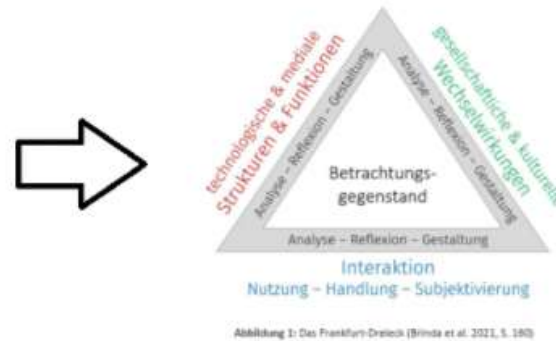 technologische & mediale
Strukturen & Funktionen
Analyse – Reflexion – Gestaltung
gesellschaftliche & kulturelle
Wechselwirkungen
Analyse – Reflexion – Gestaltung
Betrachtungs-
gegenstand
Analyse – Reflexion – Gestaltung
Interaktion
Nutzung – Handlung – Subjektivierung
Abbildung 1: Das Frankfurt-Dreieck (Brinda et al. 2021, S. 160)